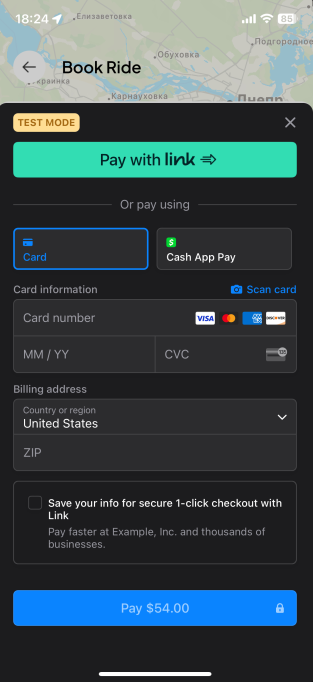 18:24
85
Елизаветовка
Подгородное
Обуховка
Book Ride
Карнауховка
Днепр
TEST MODE
Pay with link
Or pay using
Card
Cash App Pay
Card information
Scan card
Card number
VISA
DISCOVER
MM / YY
CVC
Billing address
Country or region
United States
ZIP
Save your info for secure 1-click checkout with
Link
Pay faster at Example, Inc. and thousands of
businesses.
Pay $54.00